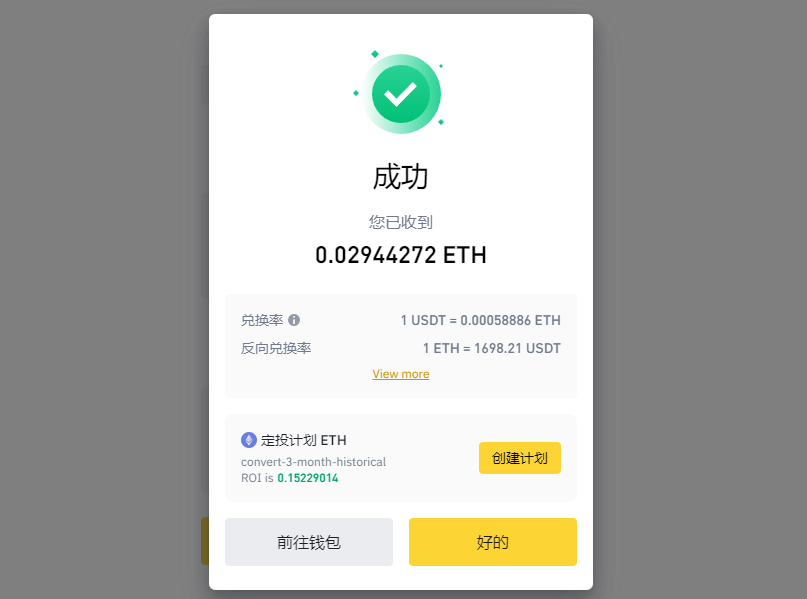 成功
您已收到
0.02944272 ETH
兑换率 1 USDT = 0.00058886 ETH
反向兑换率 1 ETH = 1698.21 USDT
View more
定投计划 ETH
convert-3-month-historical
ROI is 0.15229014
创建计划
前往钱包 好的